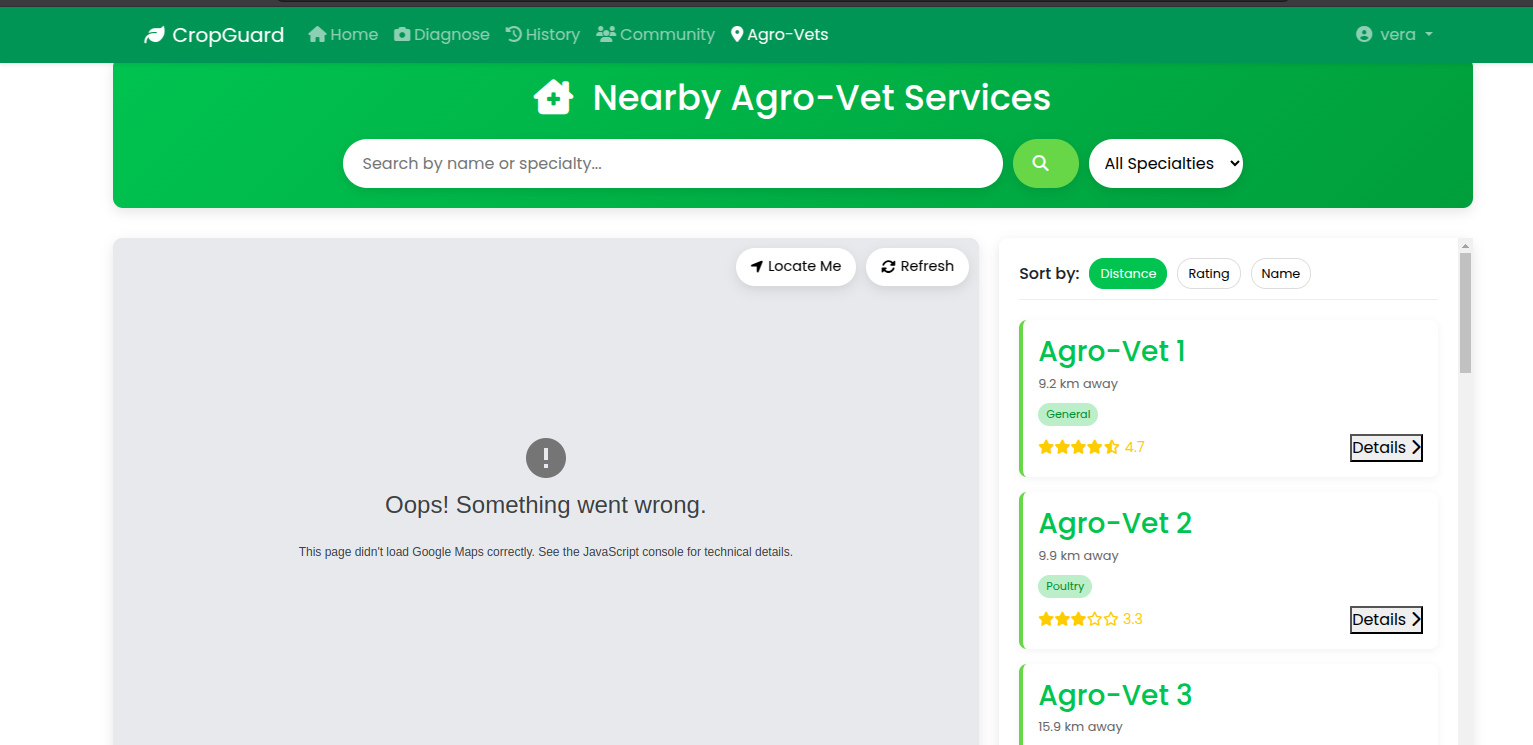 CropGuard Home Diagnose History Community Agro-Vets vera
Nearby Agro-Vet Services
Search by name or specialty...
All Specialties
Locate Me
Refresh
Oops! Something went wrong.
This page didn't load Google Maps correctly. See the JavaScript console for technical details.
Sort by: Distance Rating Name
Agro-Vet 1
9.2 km away
General
4.7
Details
Agro-Vet 2
9.9 km away
Poultry
3.3
Details
Agro-Vet 3
15.9 km away